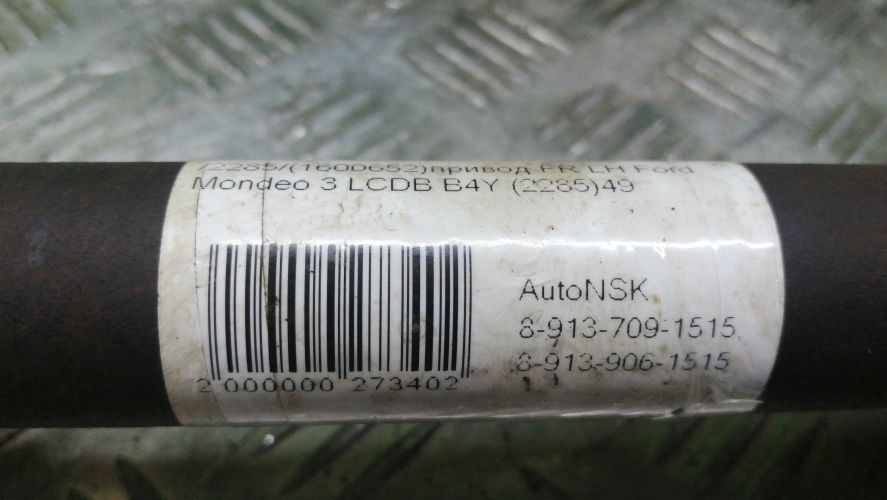 /2285/(1600652)привод FR LH Ford
Mondeo 3 LCDB B4Y (2285)49
AutoNSK
8-913-709-1515,
8-913-906-1515
2 000000 273402